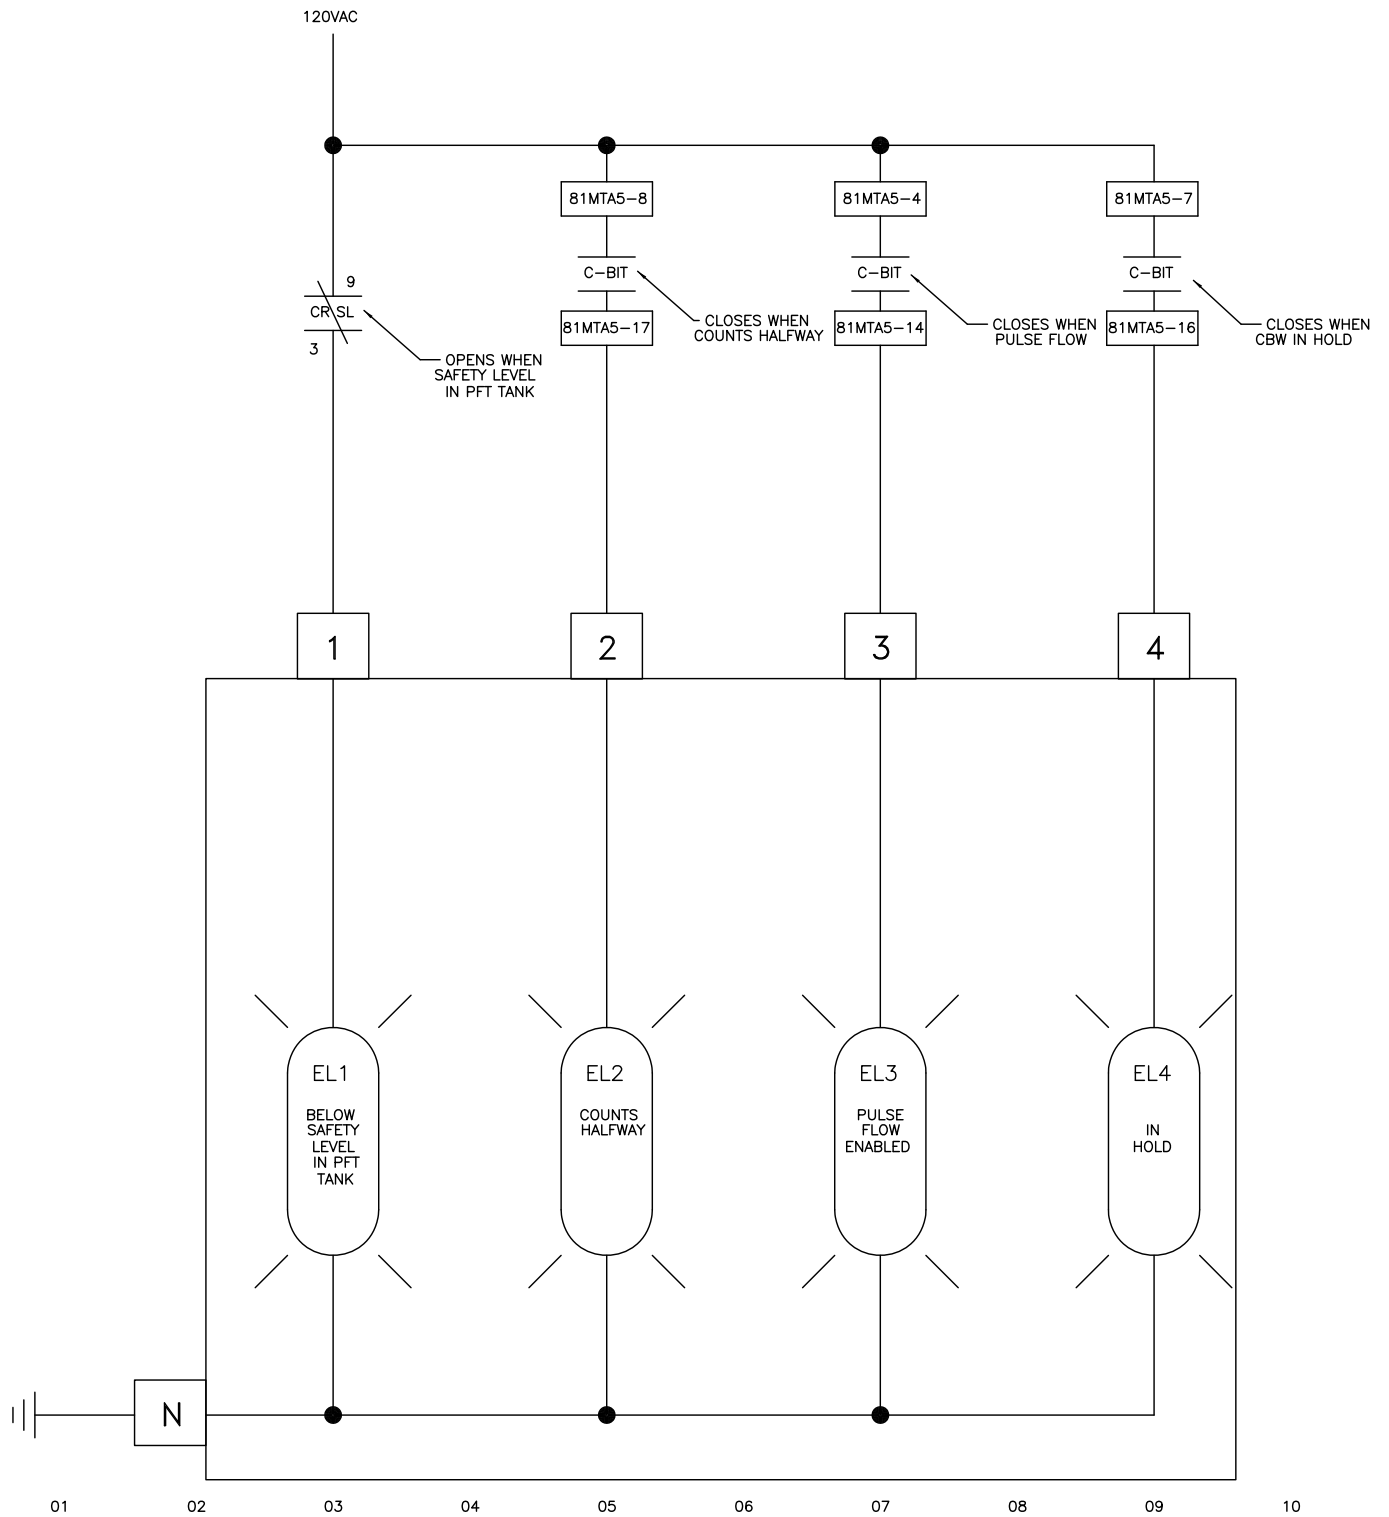 120VAC
81MTA5-8
81MTA5-4
81MTA5-7
9
CR SL
3
C-BIT
C-BIT
C-BIT
81MTA5-17
81MTA5-14
81MTA5-16
OPENS WHEN
SAFETY LEVEL
IN PFT TANK
CLOSES WHEN
COUNTS HALFWAY
CLOSES WHEN
PULSE FLOW
CLOSES WHEN
CBW IN HOLD
1
2
3
4
EL1
BELOW
SAFETY
LEVEL
IN PFT
TANK
EL2
COUNTS
HALFWAY
EL3
PULSE
FLOW
ENABLED
EL4
IN
HOLD
N
01 02 03 04 05 06 07 08 09 10